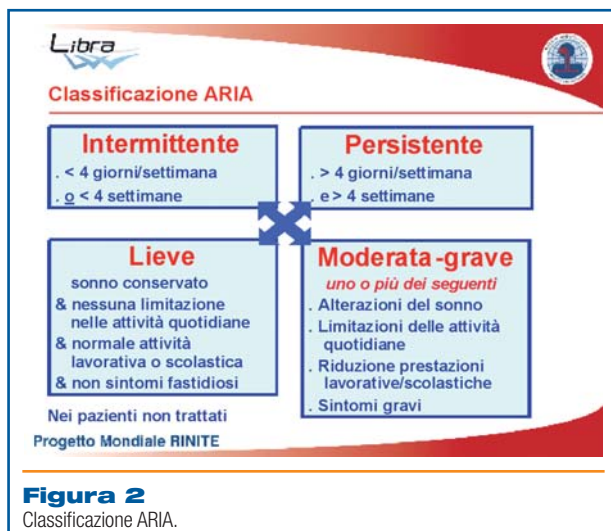 Libra
Classificazione ARIA
Intermittente
. < 4 giorni/settimana
. o < 4 settimane
Persistente
. > 4 giorni/settimana
. e > 4 settimane
Lieve
sonno conservato
& nessuna limitazione
nelle attività quotidiane
& normale attività
lavorativa o scolastica
& non sintomi fastidiosi
Moderata-grave
uno o più dei seguenti
. Alterazioni del sonno
. Limitazioni delle attività
quotidiane
. Riduzione prestazioni
lavorative/scolastiche
. Sintomi gravi
Nei pazienti non trattati
Progetto Mondiale RINITE
Figura 2
Classificazione ARIA.